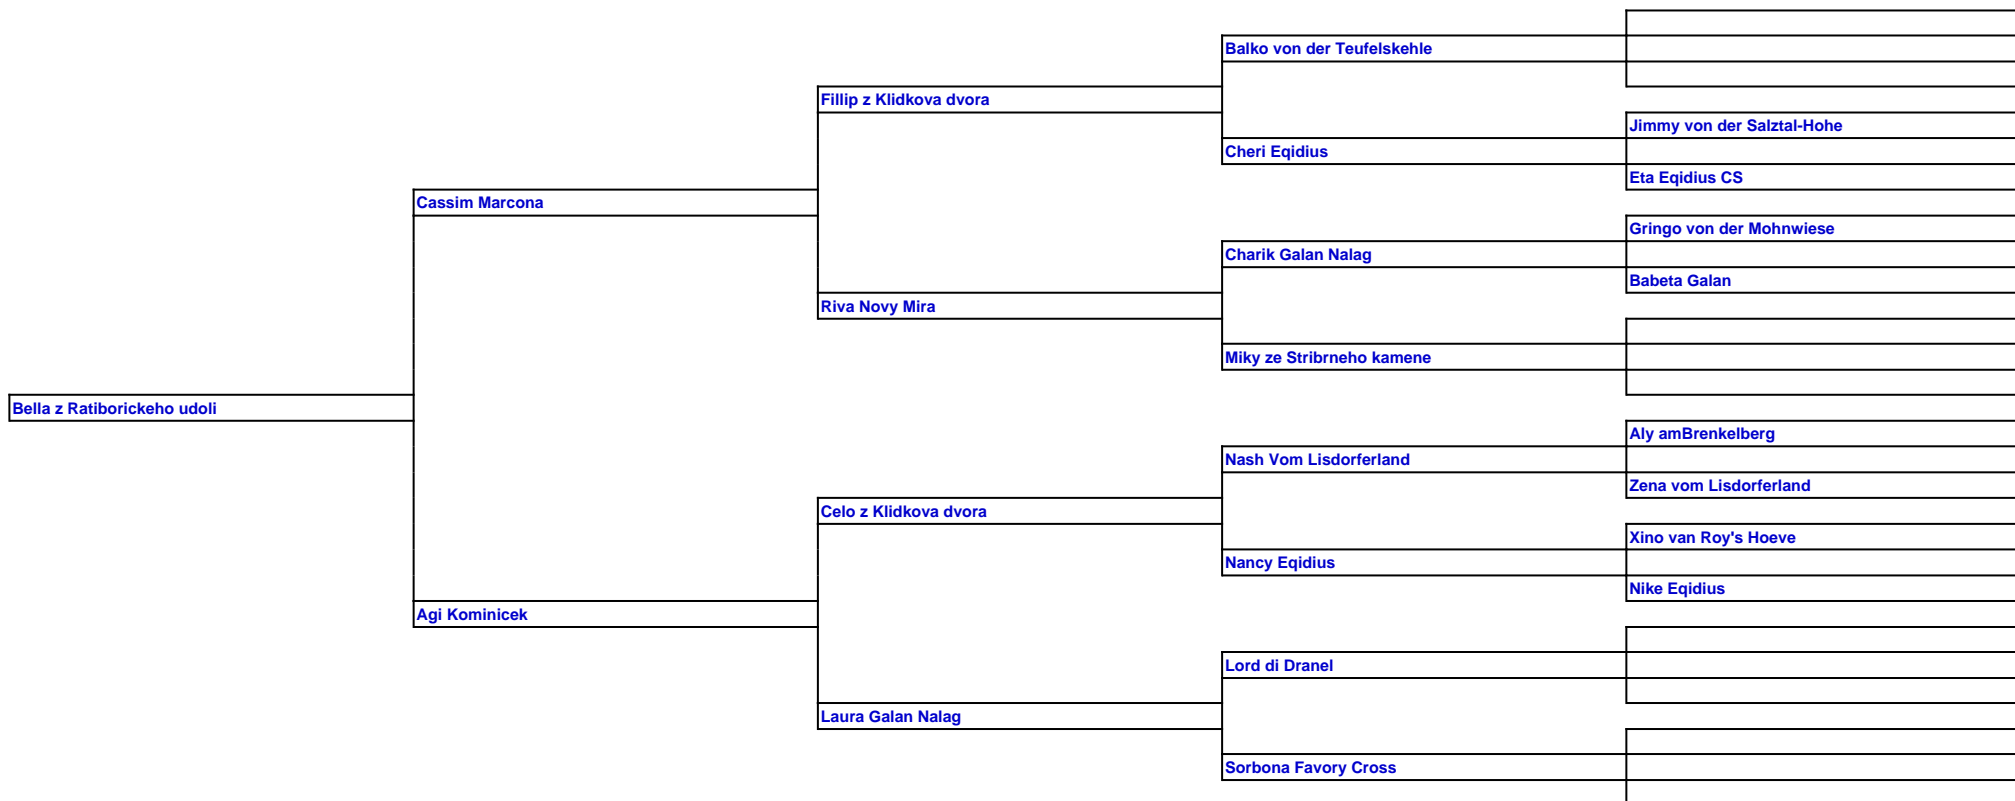 Balko von der Teufelskehle
Fillip z Klidkova dvora
Jimmy von der Salztal-Hohe
Cheri Eqidius
Eta Eqidius CS
Cassim Marcona
Gringo von der Mohnwiese
Charik Galan Nalag
Babeta Galan
Riva Novy Mira
Miky ze Stribrneho kamene
Bella z Ratiborickeho udoli
Aly amBrenkelberg
Nash Vom Lisdorferland
Zena vom Lisdorferland
Celo z Klidkova dvora
Xino van Roy's Hoeve
Nancy Eqidius
Nike Eqidius
Agi Kominicek
Lord di Dranel
Laura Galan Nalag
Sorbona Favory Cross